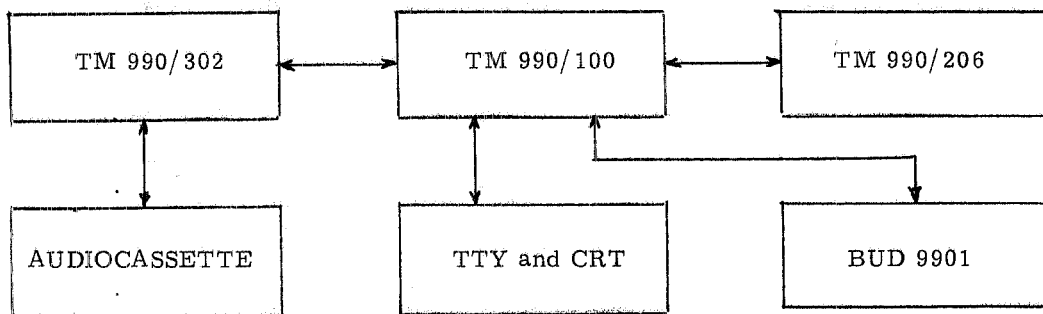 TM 990/302
TM 990/100
TM 990/206
AUDIOCASSETTE
TTY and CRT
BUD 9901